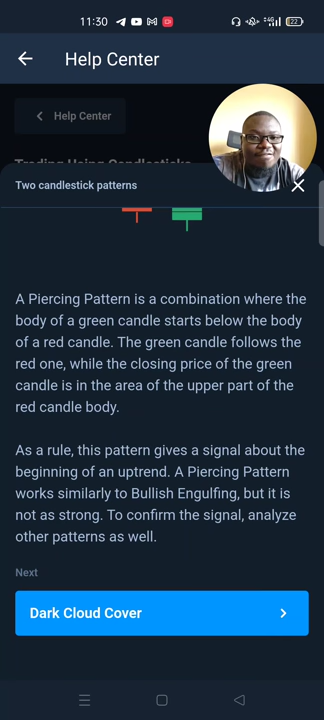 11:30
22
Help Center
Help Center
Trading Using Candlesticks
Two candlestick patterns
A Piercing Pattern is a combination where the
body of a green candle starts below the body
of a red candle. The green candle follows the
red one, while the closing price of the green
candle is in the area of the upper part of the
red candle body.
As a rule, this pattern gives a signal about the
beginning of an uptrend. A Piercing Pattern
works similarly to Bullish Engulfing, but it is
not as strong. To confirm the signal, analyze
other patterns as well.
Next
Dark Cloud Cover